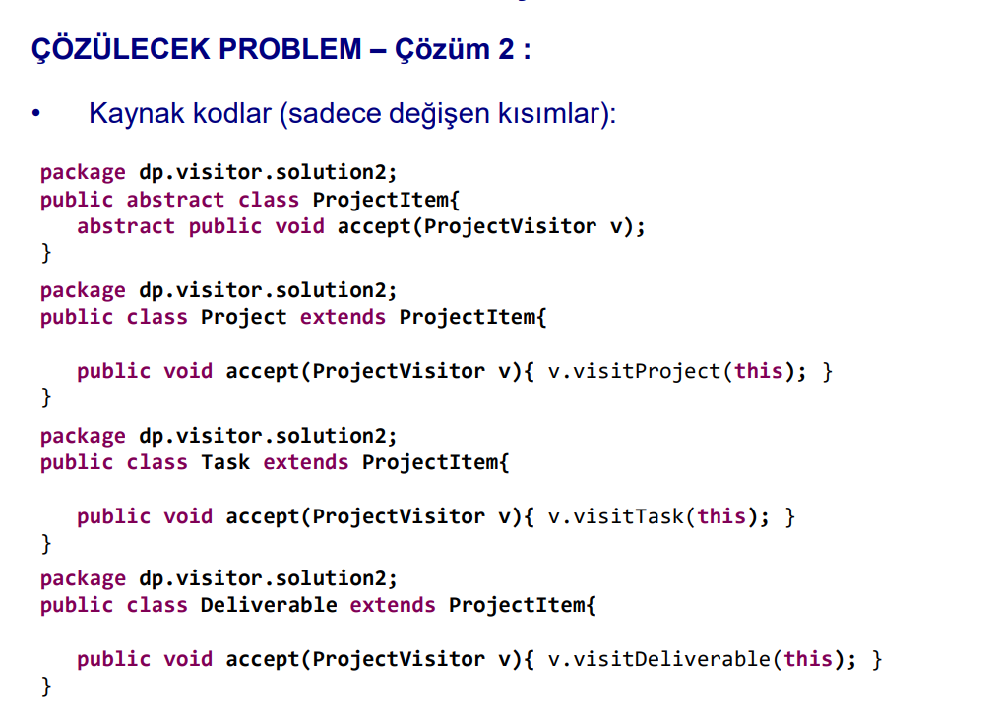 ÇÖZÜLECEK PROBLEM – Çözüm 2 :
• Kaynak kodlar (sadece değişen kısımlar):
package dp.visitor.solution2;
public abstract class ProjectItem{
abstract public void accept(ProjectVisitor v);
}
package dp.visitor.solution2;
public class Project extends ProjectItem{
public void accept(ProjectVisitor v){ v.visitProject(this); }
}
package dp.visitor.solution2;
public class Task extends ProjectItem{
public void accept(ProjectVisitor v){ v.visitTask(this); }
}
package dp.visitor.solution2;
public class Deliverable extends ProjectItem{
public void accept(ProjectVisitor v){ v.visitDeliverable(this); }
}